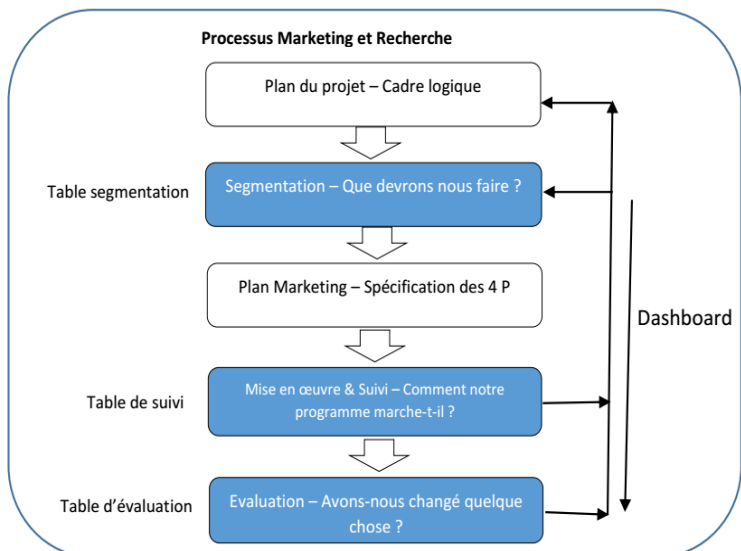 Processus Marketing et Recherche
Plan du projet – Cadre logique
Table segmentation
Segmentation – Que devrons nous faire ?
Plan Marketing – Spécification des 4 P
Dashboard
Table de suivi
Mise en œuvre & Suivi – Comment notre
programme marche-t-il ?
Table d’évaluation
Evaluation – Avons-nous changé quelque
chose ?